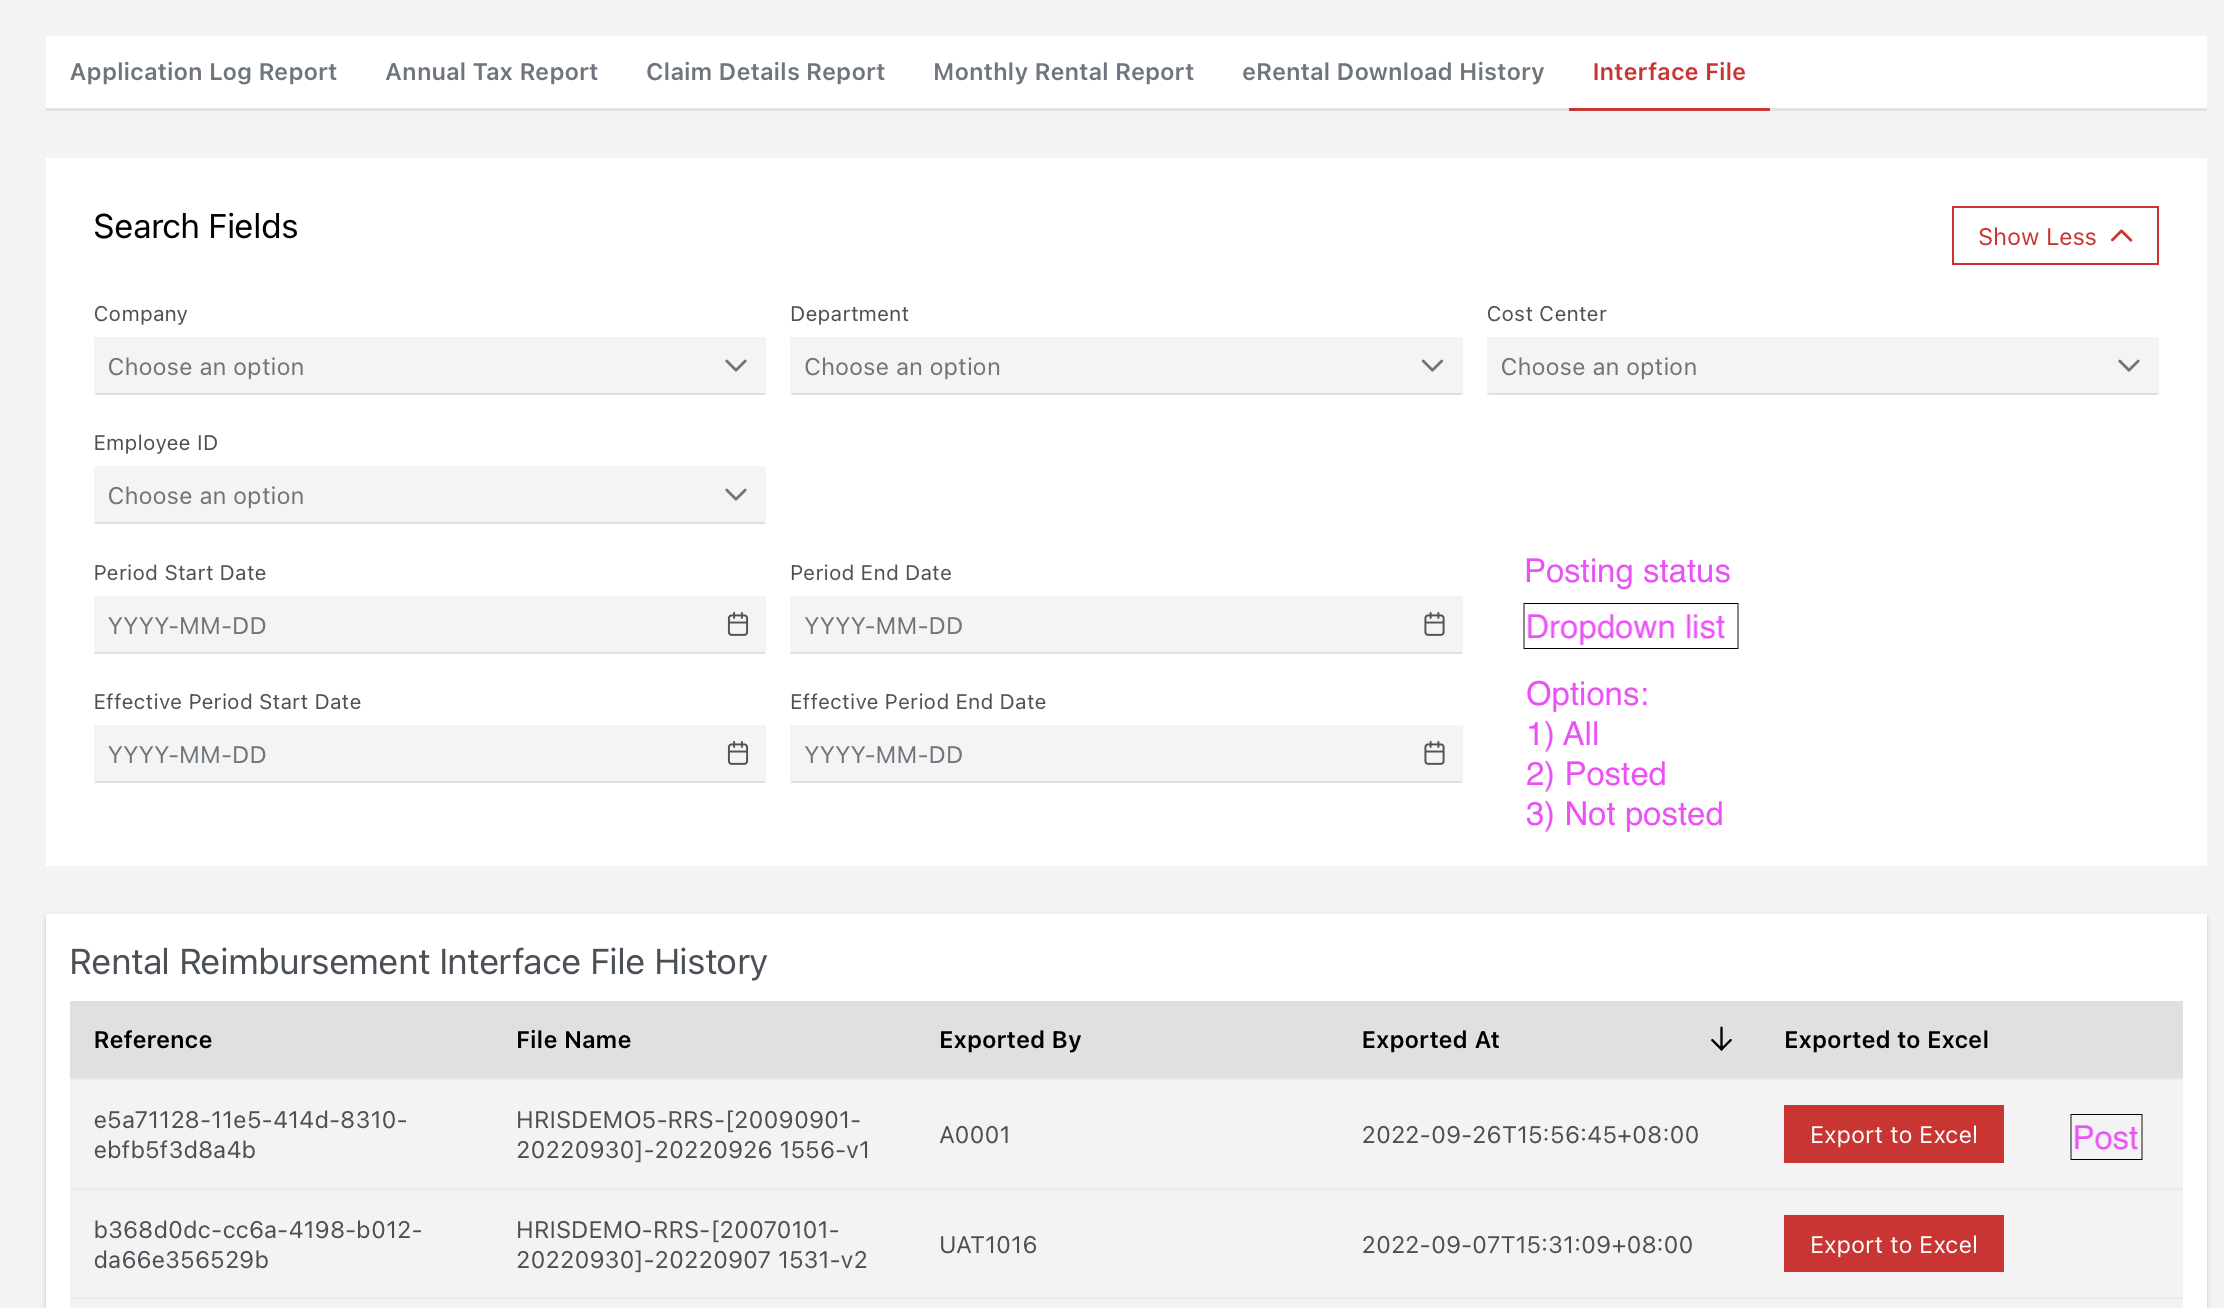 Application Log Report Annual Tax Report Claim Details Report Monthly Rental Report eRental Download History Interface File
Search Fields
Show Less
Company Department Cost Center
Choose an option Choose an option Choose an option
Employee ID
Choose an option
Period Start Date Period End Date Posting status
YYYY-MM-DD YYYY-MM-DD Dropdown list
Effective Period Start Date Effective Period End Date Options:
1) All
YYYY-MM-DD YYYY-MM-DD 2) Posted
3) Not posted
Rental Reimbursement Interface File History
Reference File Name Exported By Exported At Exported to Excel
e5a71128-11e5-414d-8310- HRISDEMO5-RRS-[20090901-
ebfb5f3d8a4b 20220930]-20220926 1556-v1 A0001 2022-09-26T15:56:45+08:00 Export to Excel Post
b368d0dc-cc6a-4198-b012- HRISDEMO-RRS-[20070101-
da66e356529b 20220930]-20220907 1531-v2 UAT1016 2022-09-07T15:31:09+08:00 Export to Excel